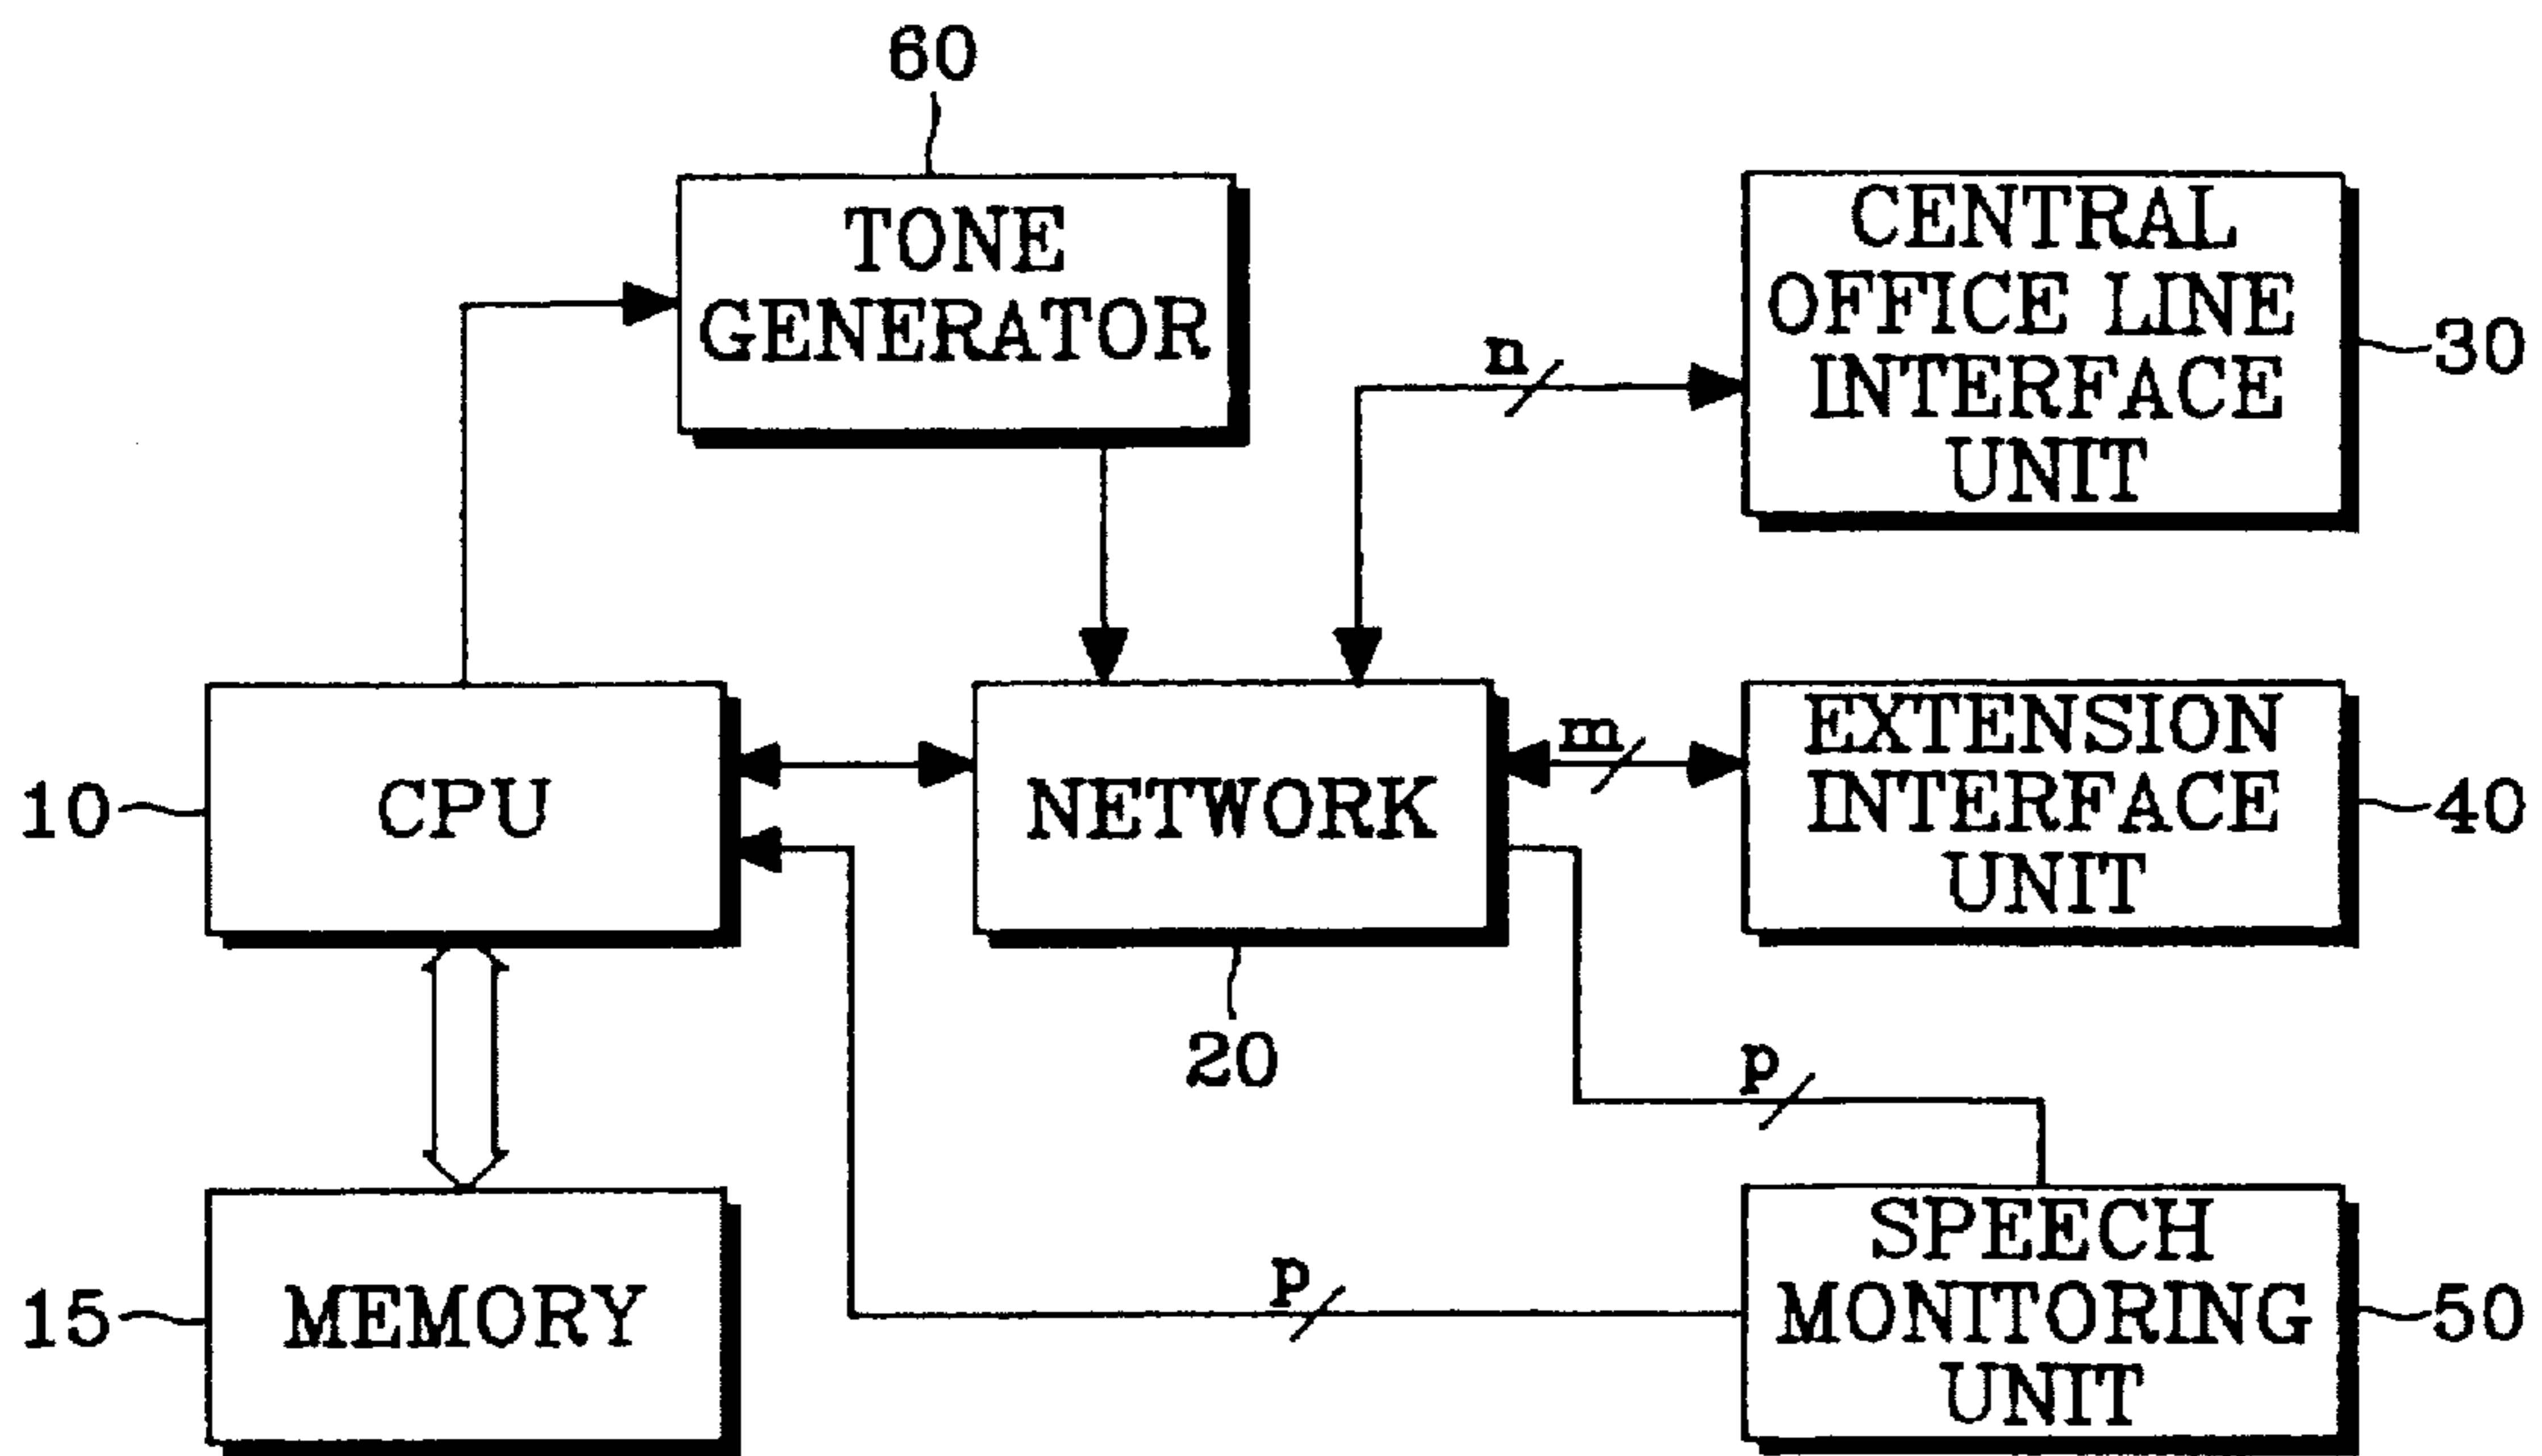 60
TONE
GENERATOR
CENTRAL
OFFICE LINE
INTERFACE
UNIT
30
n
CPU
10
NETWORK
20
m
EXTENSION
INTERFACE
UNIT
40
p
p
MEMORY
15
SPEECH
MONITORING
UNIT
50